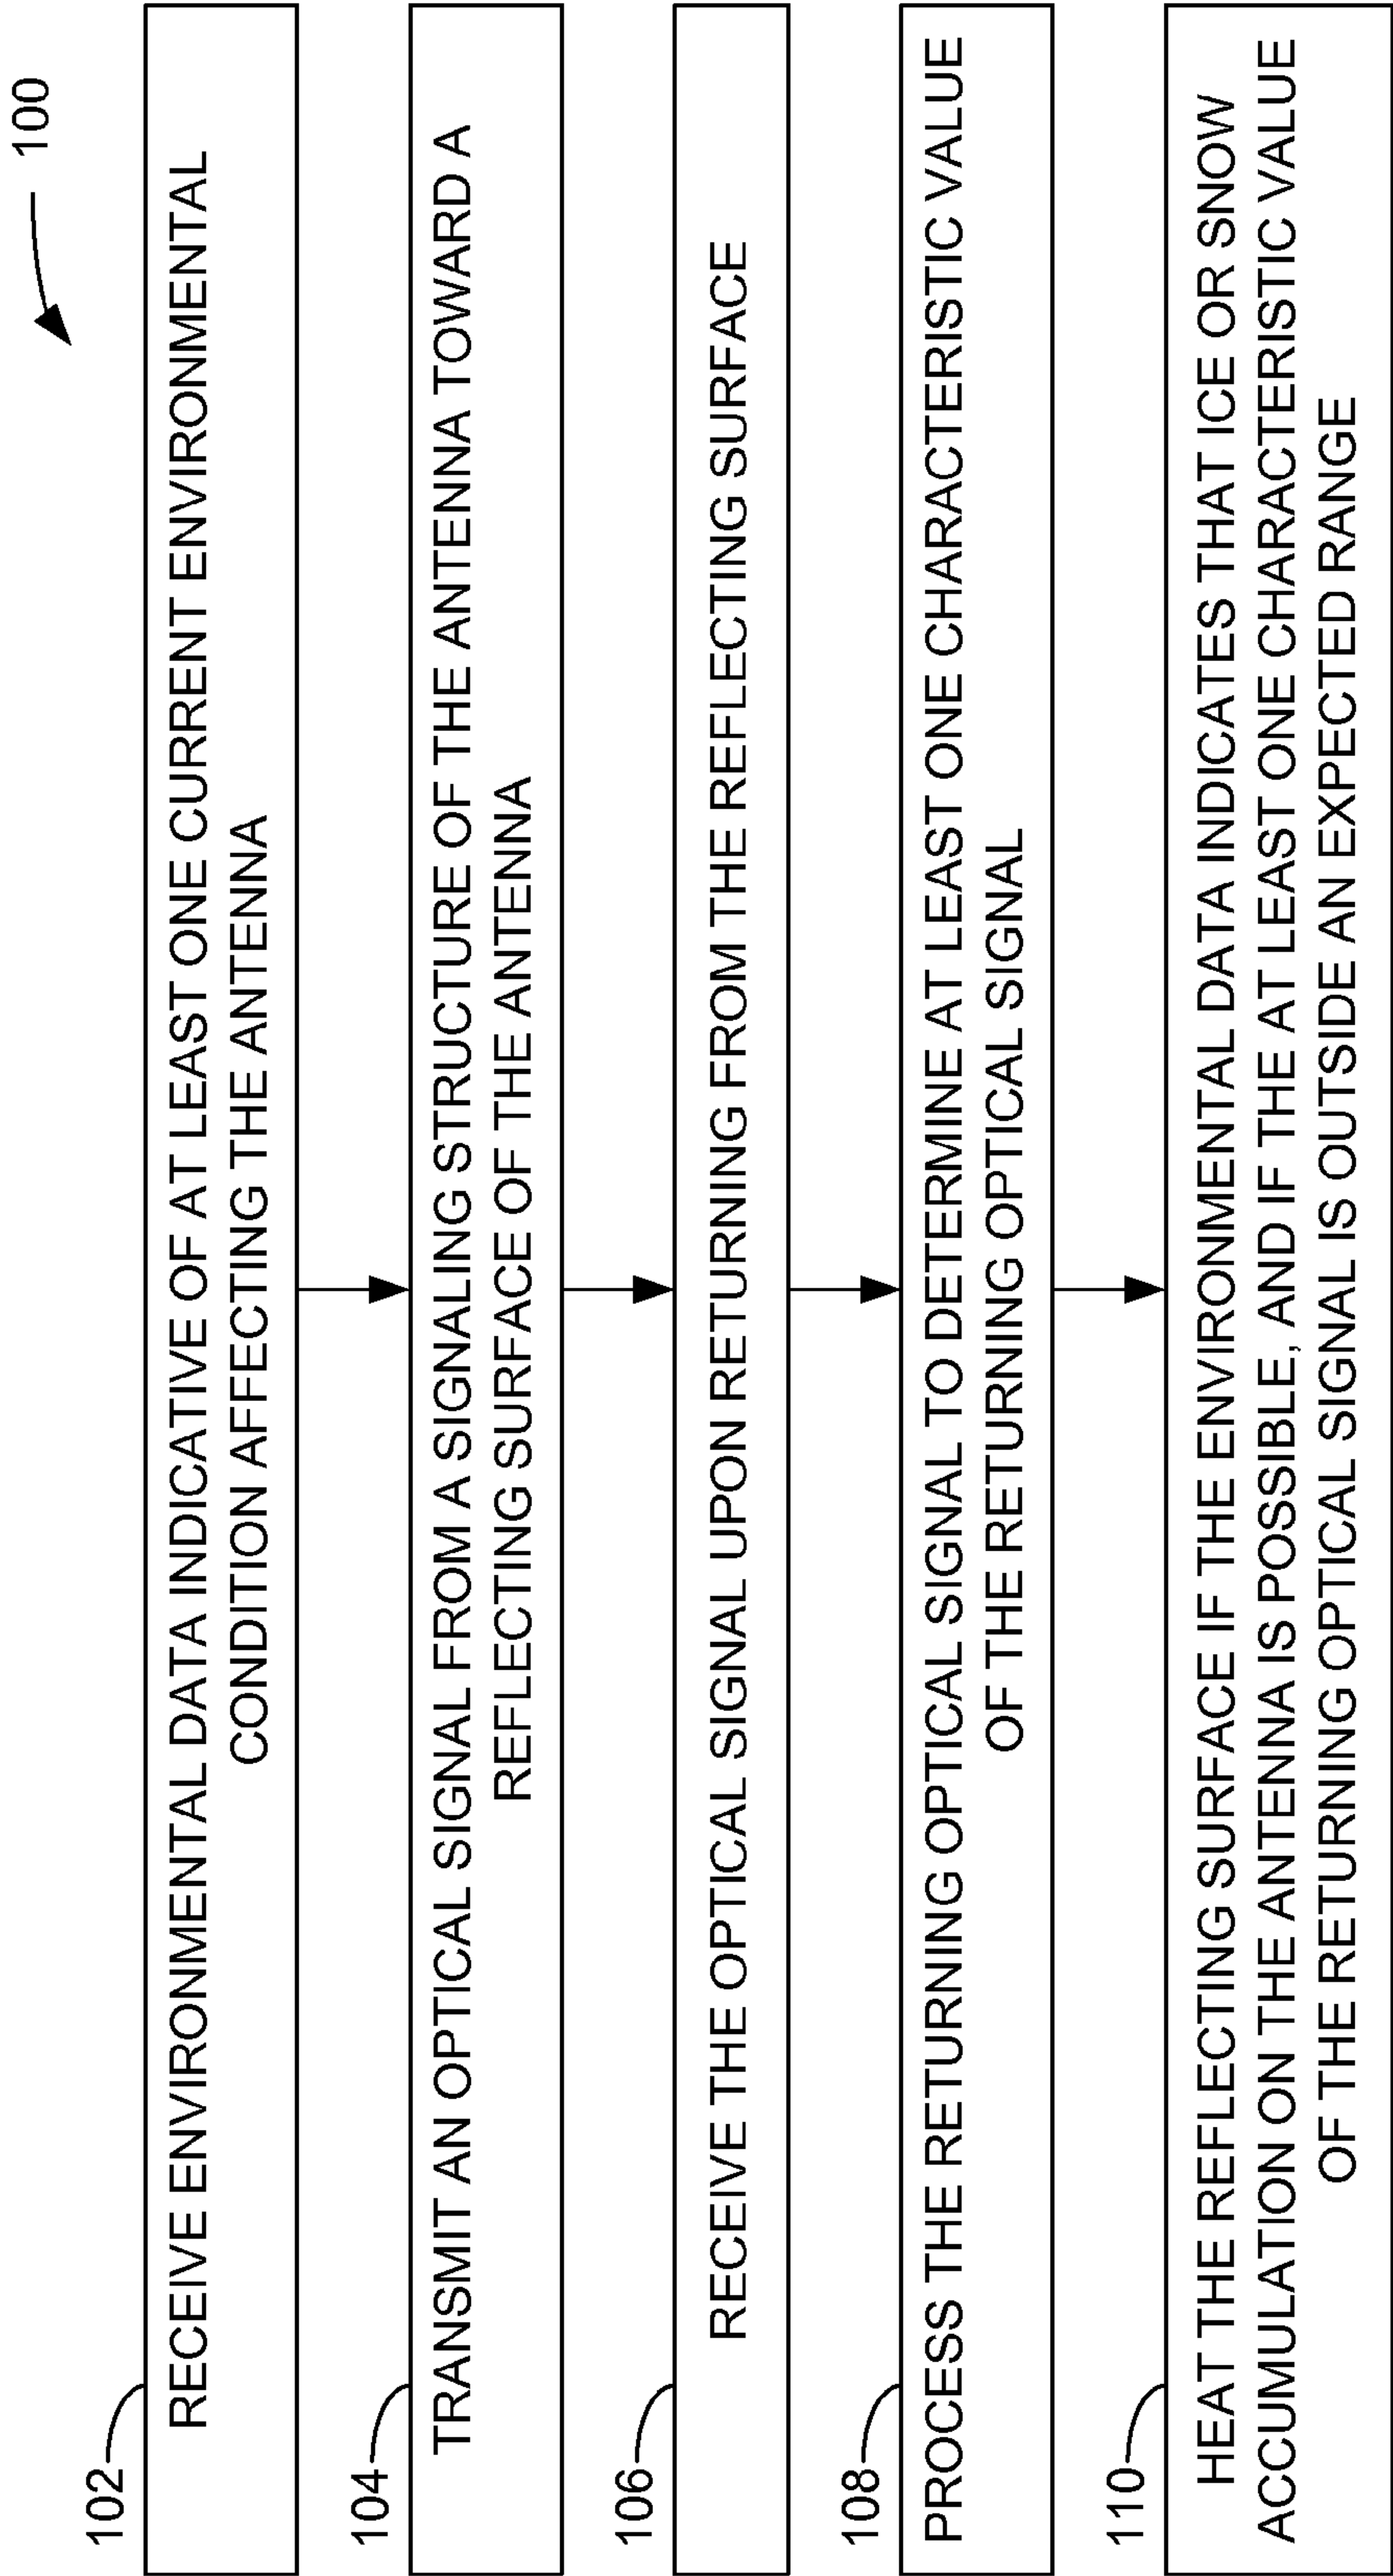 100
102
RECEIVE ENVIRONMENTAL DATA INDICATIVE OF AT LEAST ONE CURRENT ENVIRONMENTAL
CONDITION AFFECTING THE ANTENNA
104
TRANSMIT AN OPTICAL SIGNAL FROM A SIGNALING STRUCTURE OF THE ANTENNA TOWARD A
REFLECTING SURFACE OF THE ANTENNA
106
RECEIVE THE OPTICAL SIGNAL UPON RETURNING FROM THE REFLECTING SURFACE
108
PROCESS THE RETURNING OPTICAL SIGNAL TO DETERMINE AT LEAST ONE CHARACTERISTIC VALUE
OF THE RETURNING OPTICAL SIGNAL
110
HEAT THE REFLECTING SURFACE IF THE ENVIRONMENTAL DATA INDICATES THAT ICE OR SNOW
ACCUMULATION ON THE ANTENNA IS POSSIBLE, AND IF THE AT LEAST ONE CHARACTERISTIC VALUE
OF THE RETURNING OPTICAL SIGNAL IS OUTSIDE AN EXPECTED RANGE